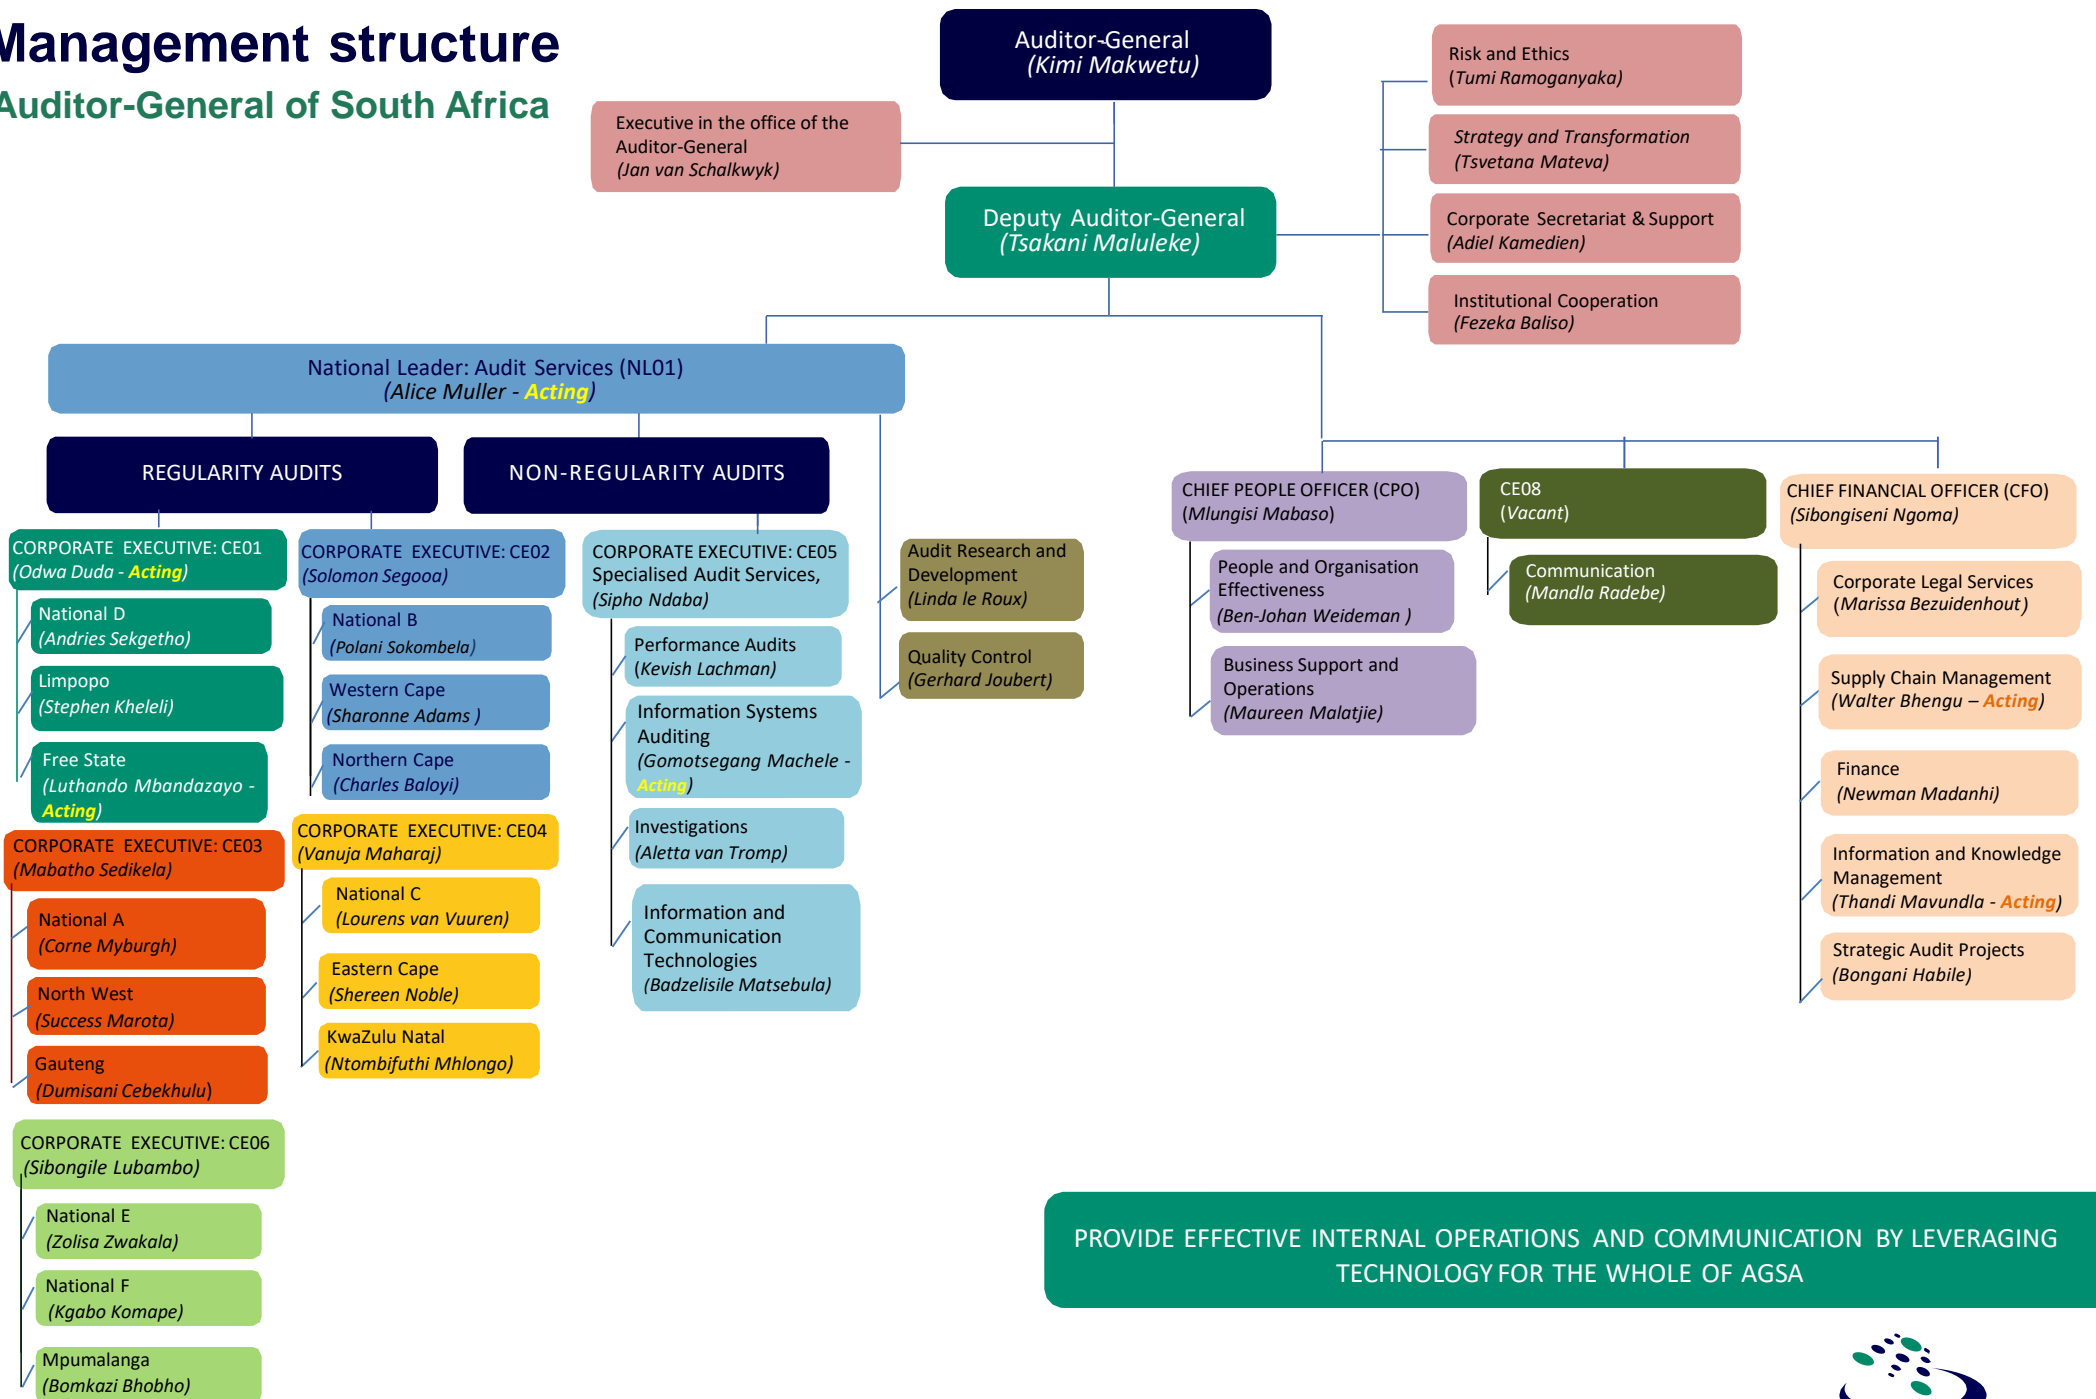 Management structure
Auditor-General of South Africa
Auditor-General
(Kimi Makwetu)
Executive in the office of the
Auditor-General
(Jan van Schalkwyk)
Deputy Auditor-General
(Tsakani Maluleke)
Risk and Ethics
(Tumi Ramoganyaka)
Strategy and Transformation
(Tsvetana Mateva)
Corporate Secretariat & Support
(Adiel Kamedien)
Institutional Cooperation
(Fezeka Baliso)
National Leader: Audit Services (NL01)
(Alice Muller - Acting)
REGULARITY AUDITS
NON-REGULARITY AUDITS
CORPORATE EXECUTIVE: CE01
(Odwa Duda - Acting)
National D
(Andries Sekgetho)
Limpopo
(Stephen Kheleli)
Free State
(Luthando Mbandazayo -
Acting)
CORPORATE EXECUTIVE: CE02
(Solomon Segooa)
National B
(Polani Sokombela)
Western Cape
(Sharonne Adams )
Northern Cape
(Charles Baloyi)
CORPORATE EXECUTIVE: CE03
(Mabatho Sedikela)
National A
(Corne Myburgh)
North West
(Success Marota)
Gauteng
(Dumisani Cebekhulu)
CORPORATE EXECUTIVE: CE04
(Vanuja Maharaj)
National C
(Lourens van Vuuren)
Eastern Cape
(Shereen Noble)
KwaZulu Natal
(Ntombifuthi Mhlongo)
CORPORATE EXECUTIVE: CE06
(Sibongile Lubambo)
National E
(Zolisa Zwakala)
National F
(Kgabo Komape)
Mpumalanga
(Bomkazi Bhobho)
CORPORATE EXECUTIVE: CE05
Specialised Audit Services,
(Sipho Ndaba)
Performance Audits
(Kevish Lachman)
Information Systems
Auditing
(Gomotsegang Machele -
Acting)
Investigations
(Aletta van Tromp)
Information and
Communication
Technologies
(Badzelisile Matsebula)
Audit Research and
Development
(Linda le Roux)
Quality Control
(Gerhard Joubert)
CHIEF PEOPLE OFFICER (CPO)
(Mlungisi Mabaso)
People and Organisation
Effectiveness
(Ben-Johan Weideman )
Business Support and
Operations
(Maureen Malatjie)
CE08
(Vacant)
Communication
(Mandla Radebe)
CHIEF FINANCIAL OFFICER (CFO)
(Sibongiseni Ngoma)
Corporate Legal Services
(Marissa Bezuidenhout)
Supply Chain Management
(Walter Bhengu – Acting)
Finance
(Newman Madanhi)
Information and Knowledge
Management
(Thandi Mavundla - Acting)
Strategic Audit Projects
(Bongani Habile)
PROVIDE EFFECTIVE INTERNAL OPERATIONS AND COMMUNICATION BY LEVERAGING
TECHNOLOGY FOR THE WHOLE OF AGSA